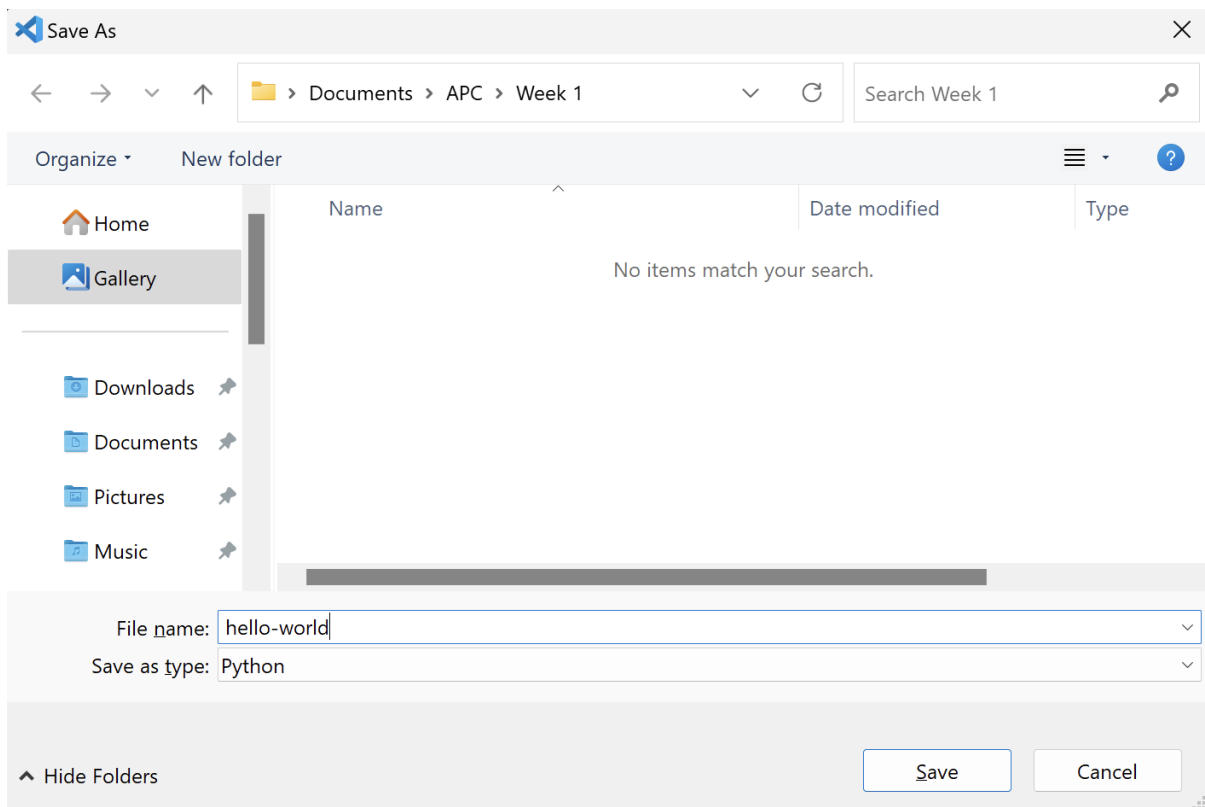 Save As
Documents > APC > Week 1
Search Week 1
Organize
New folder
?
Home
Gallery
Downloads
Documents
Pictures
Music
Name
Date modified
Type
No items match your search.
File name: hello-world
Save as type: Python
Hide Folders
Save
Cancel